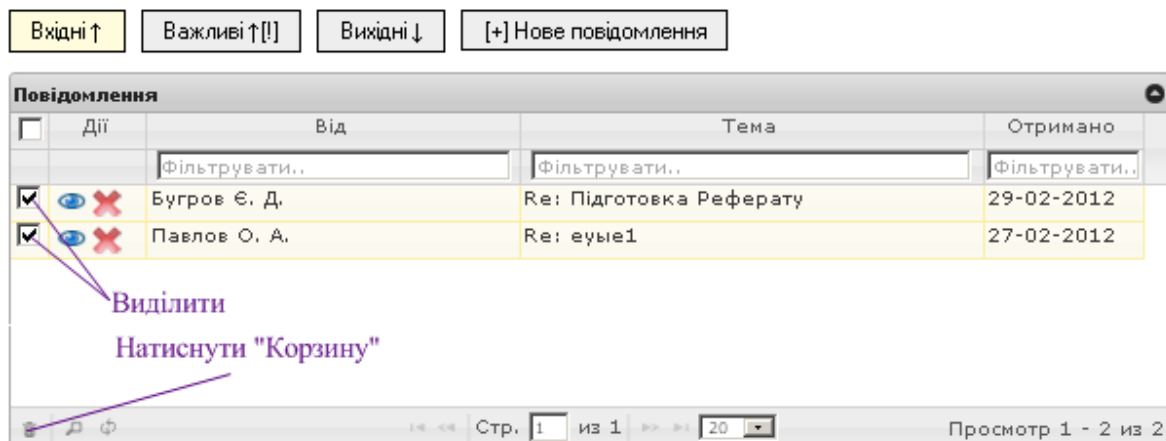 Вхідні↑ Важливі↑[!] Вихідні↓ [+] Нове повідомлення
Повідомлення
Дії Від Тема Отримано
Фільтрувати.. Фільтрувати.. Фільтрувати..
Бугров Є. Д. Re: Підготовка Реферату 29-02-2012
Павлов О. А. Re: еуые1 27-02-2012
Виділити
Натиснути "Корзину"
Стр. 1 из 1 20 Просмотр 1 - 2 из 2